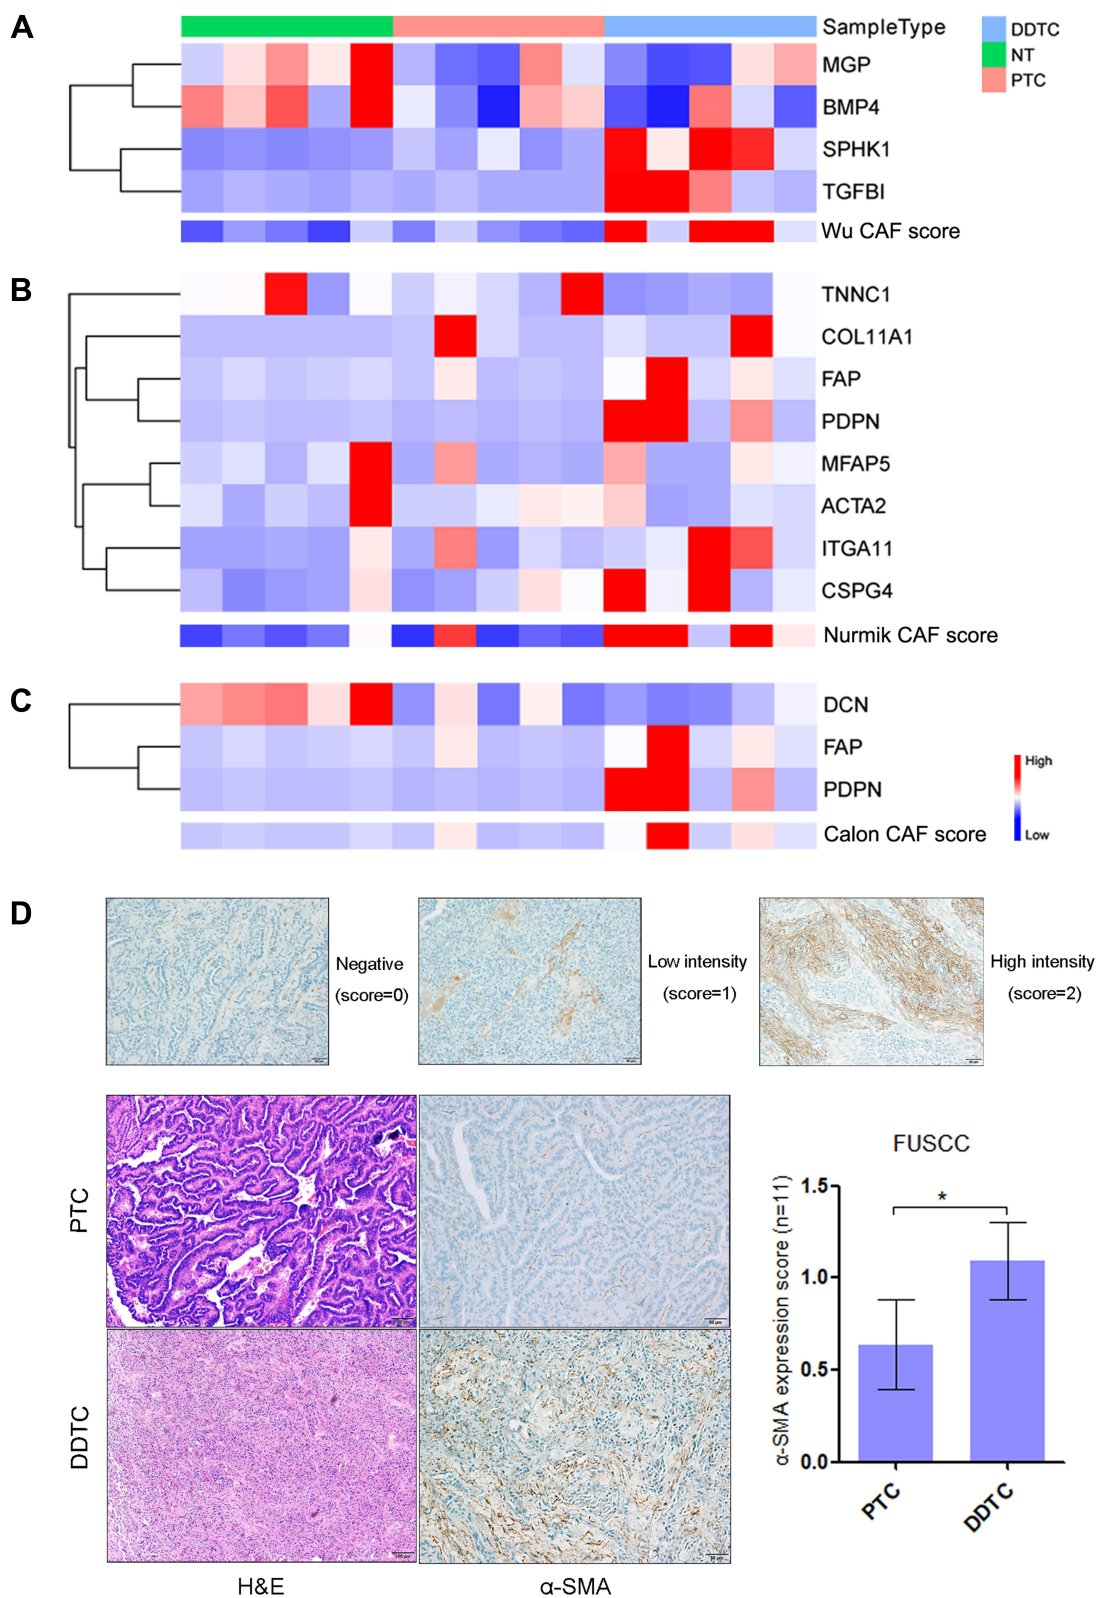 A
SampleType
DDTC
NT
PTC
MGP
BMP4
SPHK1
TGFBI
Wu CAF score
B
TNNC1
COL11A1
FAP
PDPN
MFAP5
ACTA2
ITGA11
CSPG4
Nurmik CAF score
C
DCN
FAP
PDPN
Calon CAF score
High
Low
D
Negative
(score=0)
Low intensity
(score=1)
High intensity
(score=2)
PTC
DDTC
H&E
α-SMA
FUSCC
α-SMA expression score (n=11)
1.5
1.0
0.5
0.0
*
PTC
DDTC